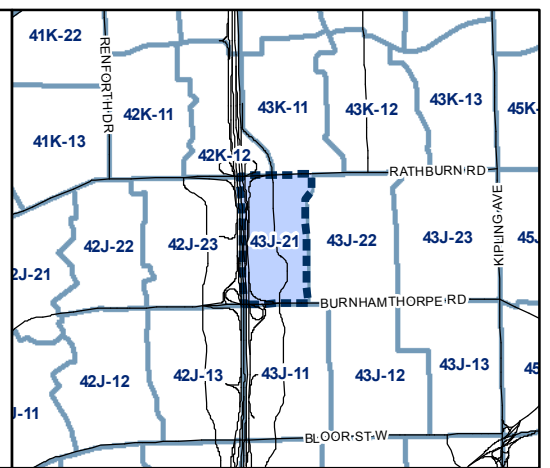 41K-22
RENFORTH DR
42K-11
43K-11
43K-12
43K-13
45K-
41K-13
42K-12
RATHBURN RD
KIPLING AVE
42J-22
42J-23
43J-21
43J-22
43J-23
45J
2J-21
BURNHAMTHORPE RD
42J-12
42J-13
43J-11
43J-12
43J-13
45
J-11
BLOOR ST W